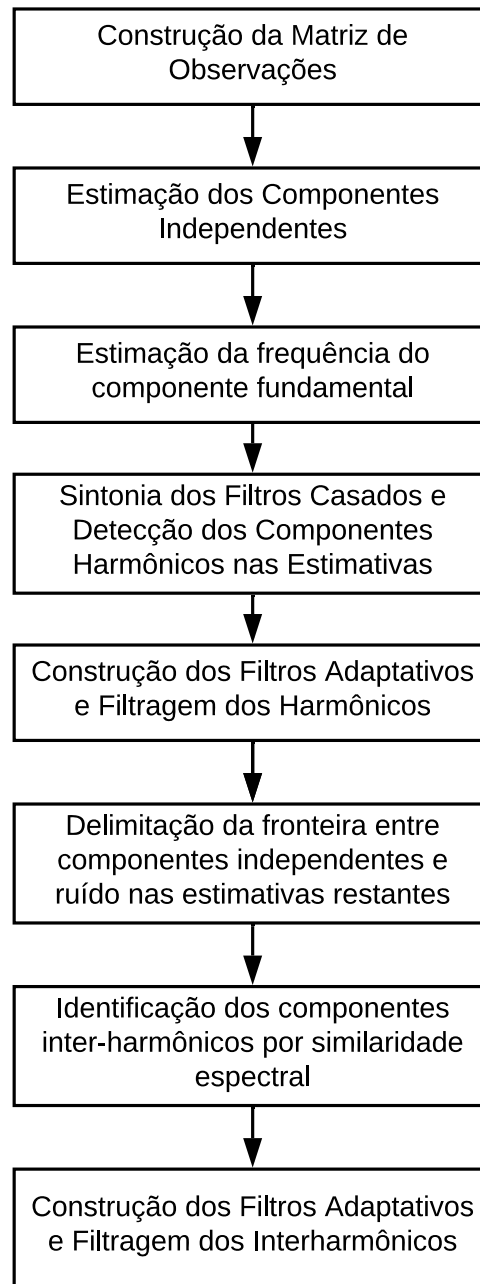 Construção da Matriz de
Observações
Estimação dos Componentes
Independentes
Estimação da frequência do
componente fundamental
Sintonia dos Filtros Casados e
Detecção dos Componentes
Harmônicos nas Estimativas
Construção dos Filtros Adaptativos
e Filtragem dos Harmônicos
Delimitação da fronteira entre
componentes independentes e
ruído nas estimativas restantes
Identificação dos componentes
inter-harmônicos por similaridade
espectral
Construção dos Filtros Adaptativos
e Filtragem dos Interharmônicos